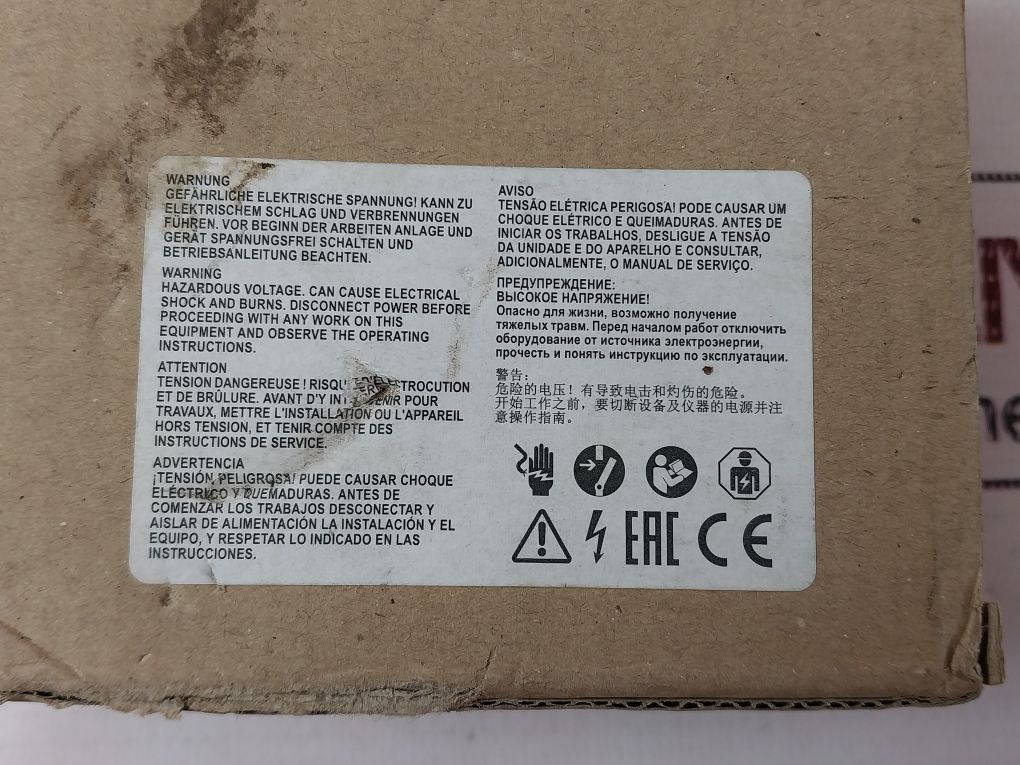 WARNUNG
GEFÄHRLICHE ELEKTRISCHE SPANNUNG! KANN ZU
ELEKTRISCHEM SCHLAG UND VERBRENNUNGEN
FÜHREN. VOR BEGINN DER ARBEITEN ANLAGE UND
GERÄT SPANNUNGSFREI SCHALTEN UND
BETRIEBSANLEITUNG BEACHTEN.
WARNING
HAZARDOUS VOLTAGE. CAN CAUSE ELECTRICAL
SHOCK AND BURNS. DISCONNECT POWER BEFORE
PROCEEDING WITH ANY WORK ON THIS
EQUIPMENT AND OBSERVE THE OPERATING
INSTRUCTIONS.
ATTENTION
TENSION DANGEREUSE ! RISQUE D'ÉLECTROCUTION
ET DE BRÛLURE. AVANT D'Y INTERVENIR POUR
TRAVAUX, METTRE L'INSTALLATION OU L'APPAREIL
HORS TENSION, ET TENIR COMPTE DES
INSTRUCTIONS DE SERVICE.
ADVERTENCIA
¡TENSIÓN PELIGROSA! PUEDE CAUSAR CHOQUE
ELÉCTRICO Y QUEMADURAS. ANTES DE
COMENZAR LOS TRABAJOS DESCONECTAR Y
AISLAR DE ALIMENTACIÓN LA INSTALACIÓN Y EL
EQUIPO, Y RESPETAR LO INDICADO EN LAS
INSTRUCCIONES.
AVISO
TENSÃO ELÉTRICA PERIGOSA! PODE CAUSAR UM
CHOQUE ELÉTRICO E QUEIMADURAS. ANTES DE
INICIAR OS TRABALHOS, DESLIGUE A TENSÃO
DA UNIDADE E DO APARELHO E CONSULTAR,
ADICIONALMENTE, O MANUAL DE SERVIÇO.
ПРЕДУПРЕЖДЕНИЕ:
ВЫСОКОЕ НАПРЯЖЕНИЕ!
Опасно для жизни, возможно получение
тяжелых травм. Перед началом работ отключить
оборудование от источника электроэнергии,
прочесть и понять инструкцию по эксплуатации.
警告:
危险的电压! 有导致电击和灼伤的危险。
开始工作之前，要切断设备及仪器的电源并注
意操作指南。
EAC CE